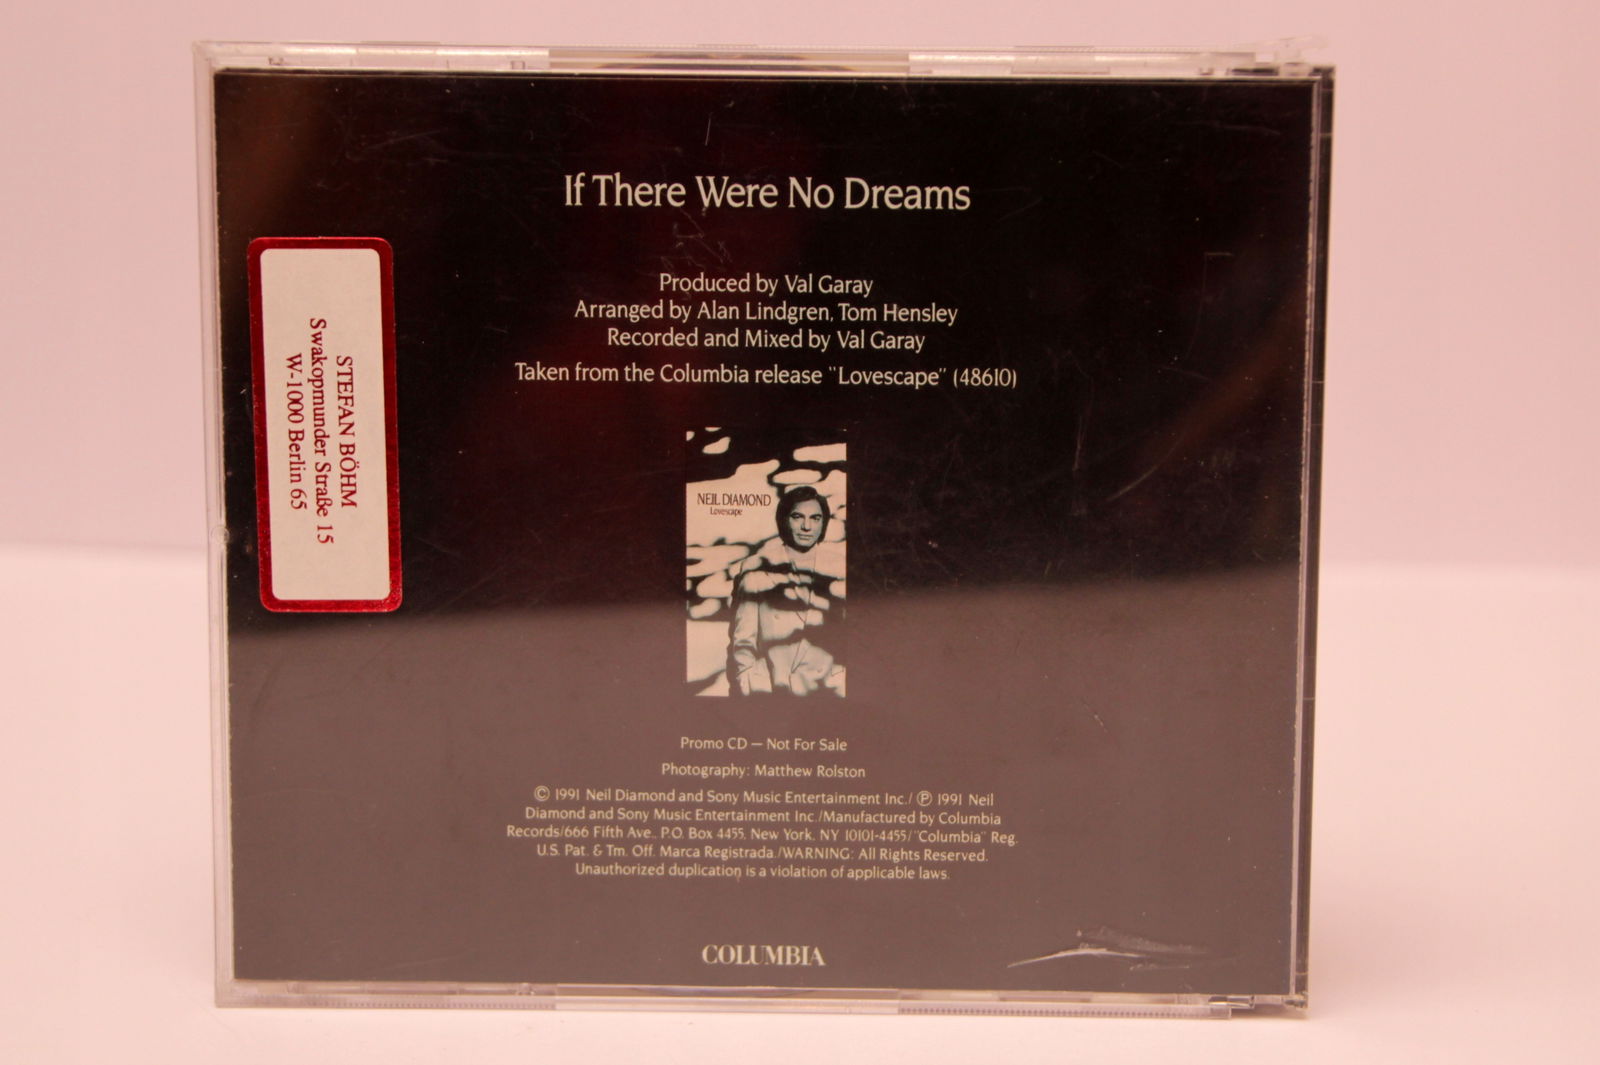 If There Were No Dreams
Produced by Val Garay
Arranged by Alan Lindgren, Tom Hensley
Recorded and Mixed by Val Garay
Taken from the Columbia release "Lovescape" (48610)
STEFAN BÖHM
Swakopmunder Straße 15
W-1000 Berlin 65
NEIL DIAMOND
Lovescape
Promo CD — Not For Sale
Photography: Matthew Rolston
© 1991 Neil Diamond and Sony Music Entertainment Inc./ ℗ 1991 Neil
Diamond and Sony Music Entertainment Inc./Manufactured by Columbia
Records/666 Fifth Ave., P.O. Box 4455, New York, NY 10101-4455/"Columbia" Reg.
U.S. Pat. & Tm. Off. Marca Registrada./WARNING: All Rights Reserved.
Unauthorized duplication is a violation of applicable laws.
COLUMBIA